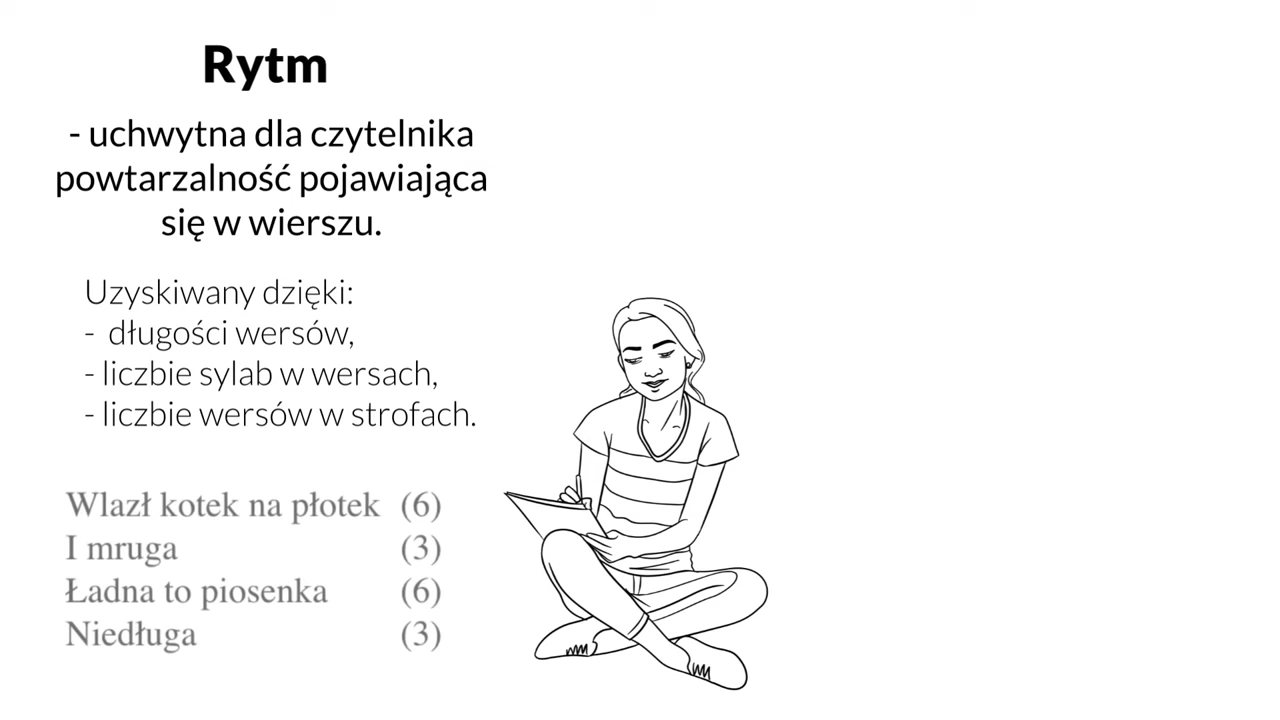 Rytm
- uchwytna dla czytelnika
powtarzalność pojawiająca
się w wierszu.
Uzyskiwany dzięki:
- długości wersów,
- liczbie sylab w wersach,
- liczbie wersów w strofach.
Wlazł kotek na płotek (6)
I mruga (3)
Ładna to piosenka (6)
Niedługa (3)